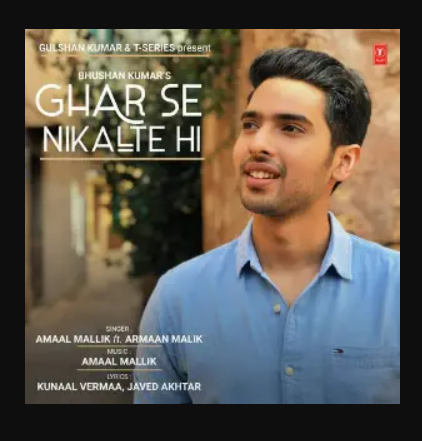 GULSHAN KUMAR & T-SERIES present
BHUSHAN KUMAR'S
GHAR SE
NIKALTE HI
SINGER :
AMAAL MALLIK ft. ARMAAN MALIK
MUSIC :
AMAAL MALLIK
LYRICS :
KUNAAL VERMAA, JAVED AKHTAR